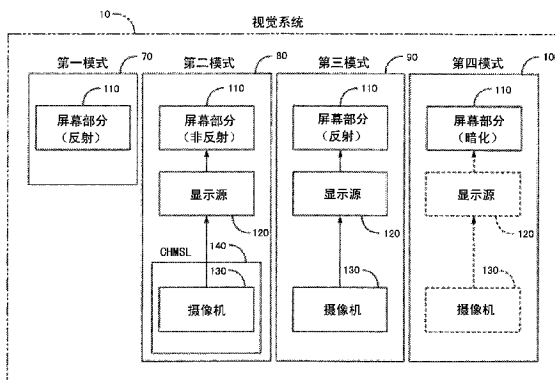 视觉系统
10
第一模式
70
110
屏幕部分
(反射)
第二模式
80
110
屏幕部分
(非反射)
显示源
120
140
CHMSL
130
摄像机
第三模式
90
110
屏幕部分
(反射)
显示源
120
130
摄像机
第四模式
110
屏幕部分
(暗化)
显示源
120
130
摄像机